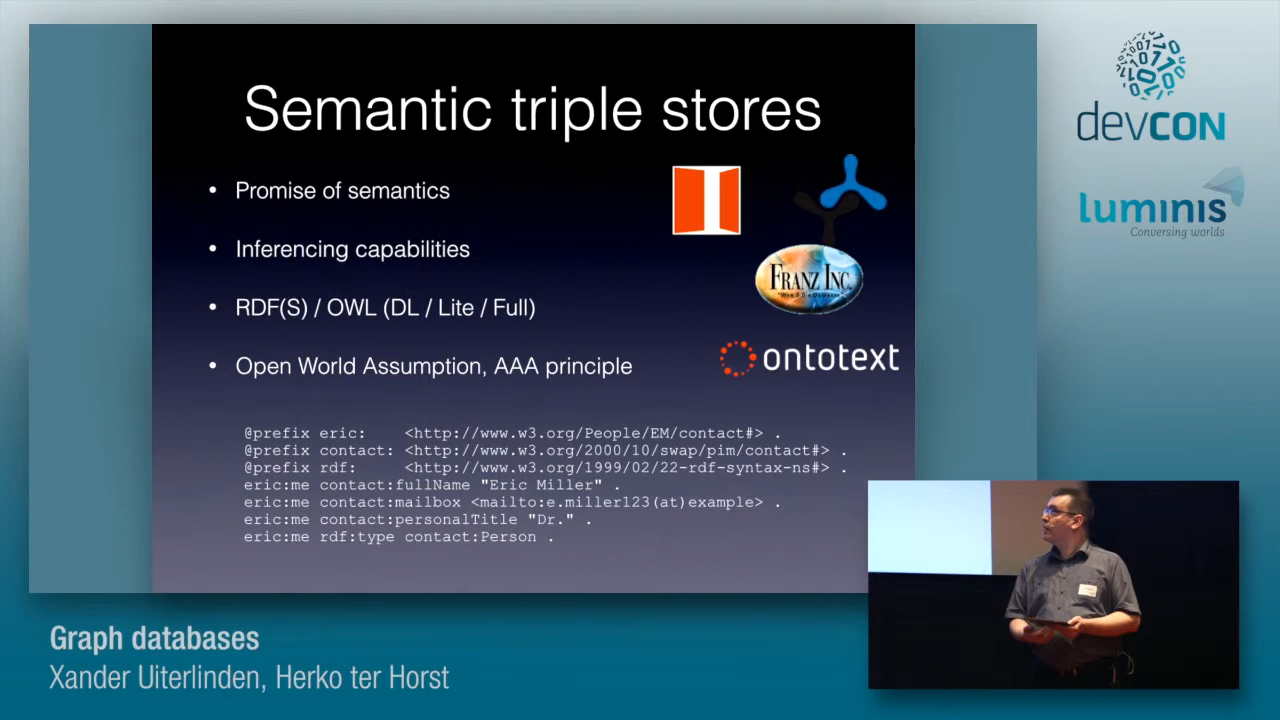 Semantic triple stores
• Promise of semantics
• Inferencing capabilities
• RDF(S) / OWL (DL / Lite / Full)
• Open World Assumption, AAA principle
FRANZ INC.
ontotext
@prefix eric: <http://www.w3.org/People/EM/contact#> .
@prefix contact: <http://www.w3.org/2000/10/swap/pim/contact#> .
@prefix rdf: <http://www.w3.org/1999/02/22-rdf-syntax-ns#> .
eric:me contact:fullName "Eric Miller" .
eric:me contact:mailbox <mailto:e.miller123(at)example> .
eric:me contact:personalTitle "Dr." .
eric:me rdf:type contact:Person .
devCON
luminis
Conversing worlds
Graph databases
Xander Uiterlinden, Herko ter Horst